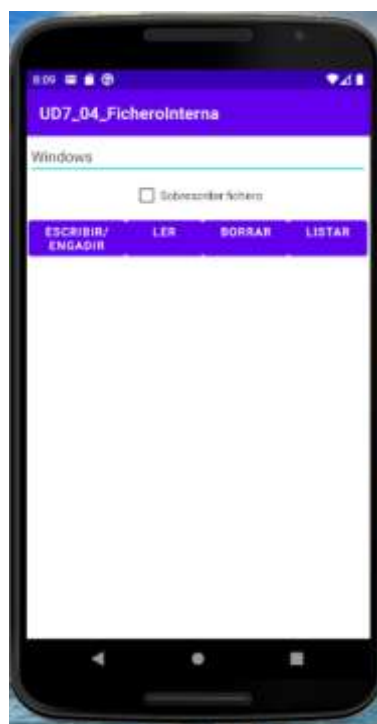 8:09
UD7_04_FicheroInterna
Windows
Sobrescribir fichero
ESCRIBIR/ LER BORRAR LISTAR
ENGADIR